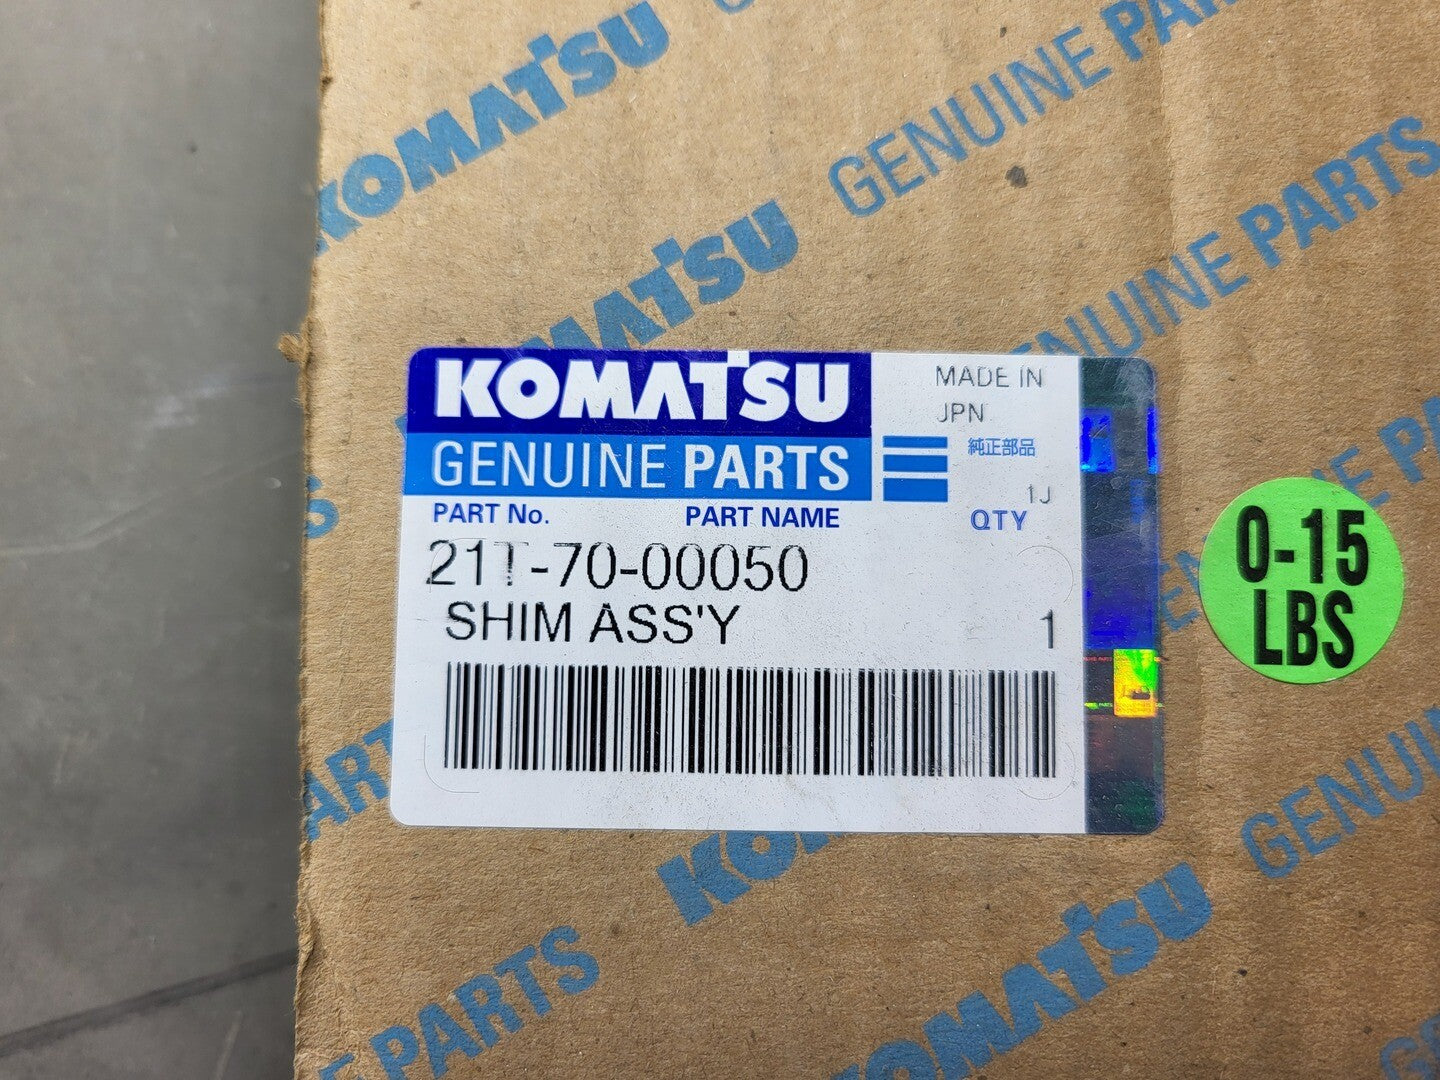 KOMATSU
GENUINE PARTS
KOMATSU
GENUINE PARTS
KOMATSU
GENUINE PARTS
MADE IN
JPN
純正部品
1J
PART No.
PART NAME
QTY
21T-70-00050
SHIM ASS'Y
1
0-15
LBS
PARTS
KOMATSU
GENUINE
PARTS
KOMATSU